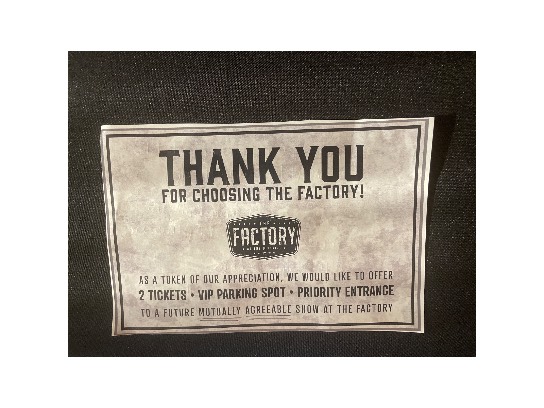 THANK YOU
FOR CHOOSING THE FACTORY!
THE
FACTORY
AS A TOKEN OF OUR APPRECIATION, WE WOULD LIKE TO OFFER
2 TICKETS • VIP PARKING SPOT • PRIORITY ENTRANCE
TO A FUTURE MUTUALLY AGREEABLE SHOW AT THE FACTORY